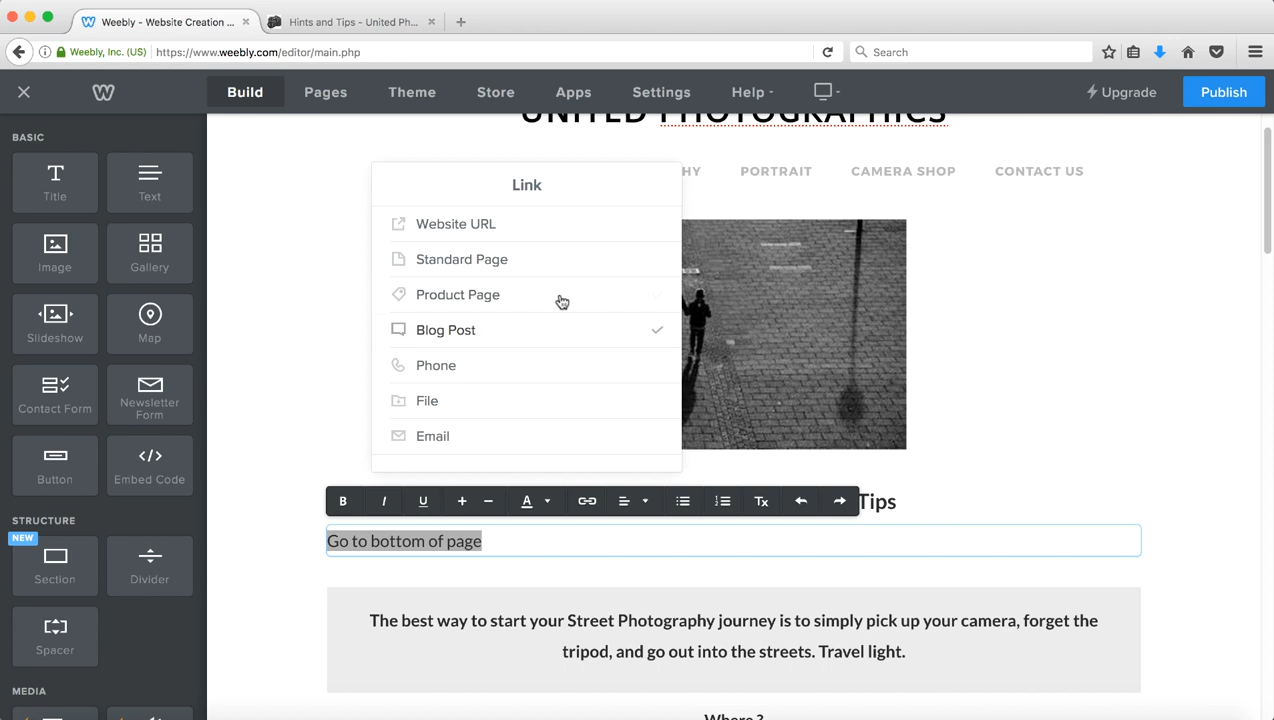 Weebly - Website Creation ...
Hints and Tips - United Ph...
Weebly, Inc. (US)
https://www.weebly.com/editor/main.php
Search
Build
Pages
Theme
Store
Apps
Settings
Help
Upgrade
Publish
BASIC
Title
Text
Image
Gallery
Slideshow
Map
Contact Form
Newsletter
Form
Button
Embed Code
STRUCTURE
NEW
Section
Divider
Spacer
MEDIA
UNITED PHOTOGRAPHICS
HY
PORTRAIT
CAMERA SHOP
CONTACT US
Link
Website URL
Standard Page
Product Page
Blog Post
Phone
File
Email
B I U + - A Tx
Tips
Go to bottom of page
The best way to start your Street Photography journey is to simply pick up your camera, forget the
tripod, and go out into the streets. Travel light.
Where ?